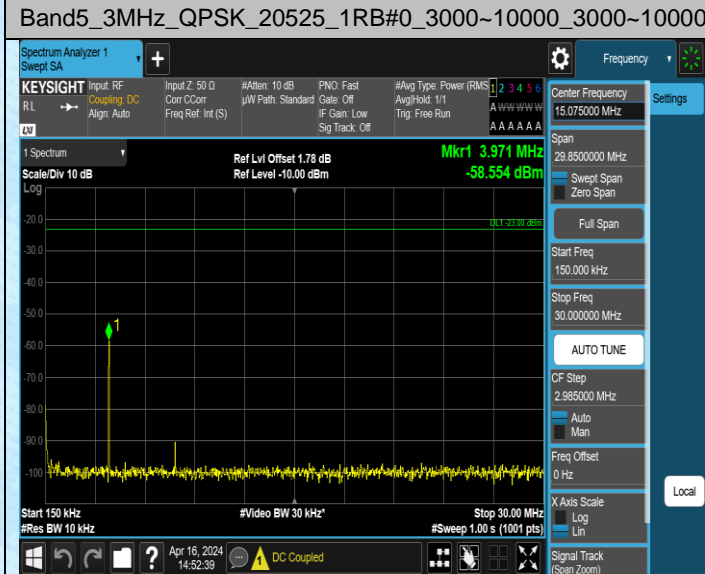 Band5_3MHz_QPSK_20525_1RB#0_3000~10000_3000~10000
Spectrum Analyzer 1
Swept SA
+
Frequency
KEYSIGHT
RL
Input: RF
Coupling: DC
Align: Auto
Input Z: 50 Ω
Corr CCorr
Freq Ref: Int (S)
#Atten: 10 dB
µW Path: Standard
PNO: Fast
Gate: Off
IF Gain: Low
Sig Track: Off
#Avg Type: Power (RMS
Avg|Hold: 1/1
Trig: Free Run
1 2 3 4 5 6
A W W W W W
A A A A A A
1 Spectrum
Scale/Div 10 dB
Log
Ref Lvl Offset 1.78 dB
Ref Level -10.00 dBm
Mkr1 3.971 MHz
-58.554 dBm
DL1 -23.00 dBm
-20.0
-30.0
-40.0
-50.0
-60.0
-70.0
-80.0
-90.0
-100
1
Start 150 kHz
#Res BW 10 kHz
#Video BW 30 kHz*
Stop 30.00 MHz
#Sweep 1.00 s (1001 pts)
?
Apr 16, 2024
14:52:39
DC Coupled
Center Frequency
15.075000 MHz
Settings
Span
29.8500000 MHz
Swept Span
Zero Span
Full Span
Start Freq
150.000 kHz
Stop Freq
30.000000 MHz
AUTO TUNE
CF Step
2.985000 MHz
Auto
Man
Freq Offset
0 Hz
Local
X Axis Scale
Log
Lin
Signal Track
(Span Zoom)